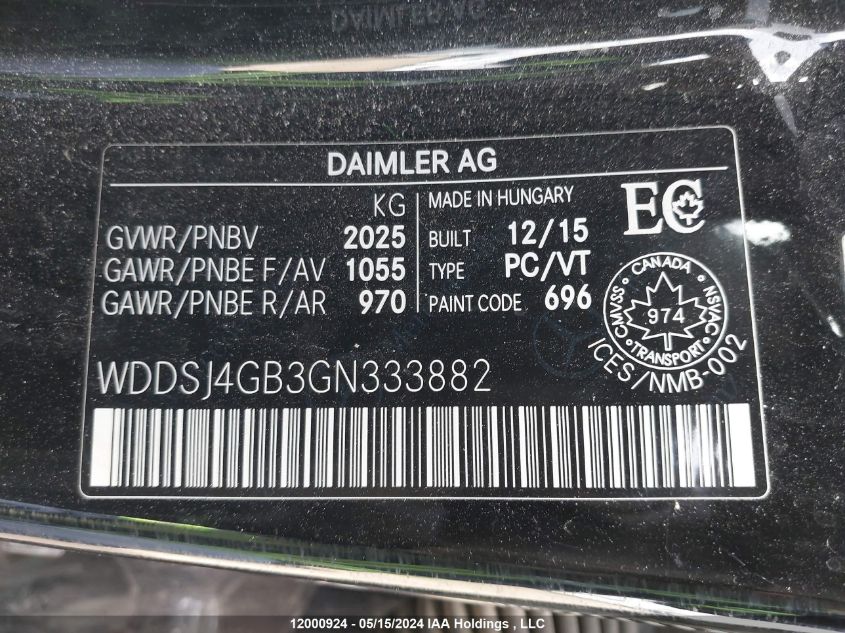 DAIMLER AG
DAIMLER AG
KG
GVWR/PNBV 2025
GAWR/PNBE F/AV 1055
GAWR/PNBE R/AR 970
MADE IN HUNGARY
BUILT 12/15
TYPE PC/VT
PAINT CODE 696
EC
CANADA
CMVSS NSVAC
974
TRANSPORT
ICES/NMB-002
WDDSJ4GB3GN333882
12000924 - 05/15/2024 IAA Holdings, LLC